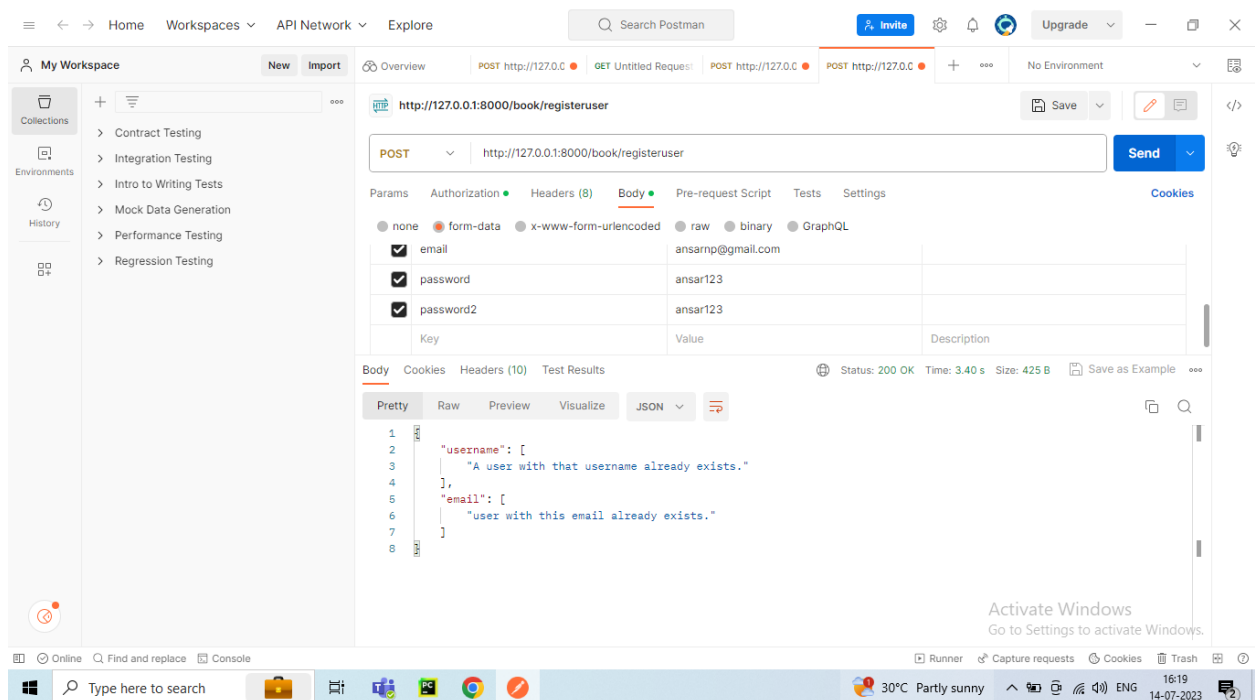 Home Workspaces API Network Explore Search Postman Invite Upgrade
My Workspace New Import Overview POST http://127.0.0 GET Untitled Request POST http://127.0.0 POST http://127.0.0 No Environment
Collections
Environments
History
Contract Testing
Integration Testing
Intro to Writing Tests
Mock Data Generation
Performance Testing
Regression Testing
HTTP http://127.0.0.1:8000/book/registeruser Save
POST http://127.0.0.1:8000/book/registeruser Send
Params Authorization Headers (8) Body Pre-request Script Tests Settings Cookies
none form-data x-www-form-urlencoded raw binary GraphQL
email ansarnp@gmail.com
password ansar123
password2 ansar123
Key Value Description
Body Cookies Headers (10) Test Results Status: 200 OK Time: 3.40 s Size: 425 B Save as Example
Pretty Raw Preview Visualize JSON
1 {
2 "username": [
3 "A user with that username already exists."
4 ],
5 "email": [
6 "user with this email already exists."
7 ]
8 }
Activate Windows
Go to Settings to activate Windows.
Online Find and replace Console Runner Capture requests Cookies Trash
Type here to search PC 30°C Partly sunny ENG 16:19
14-07-2023 2